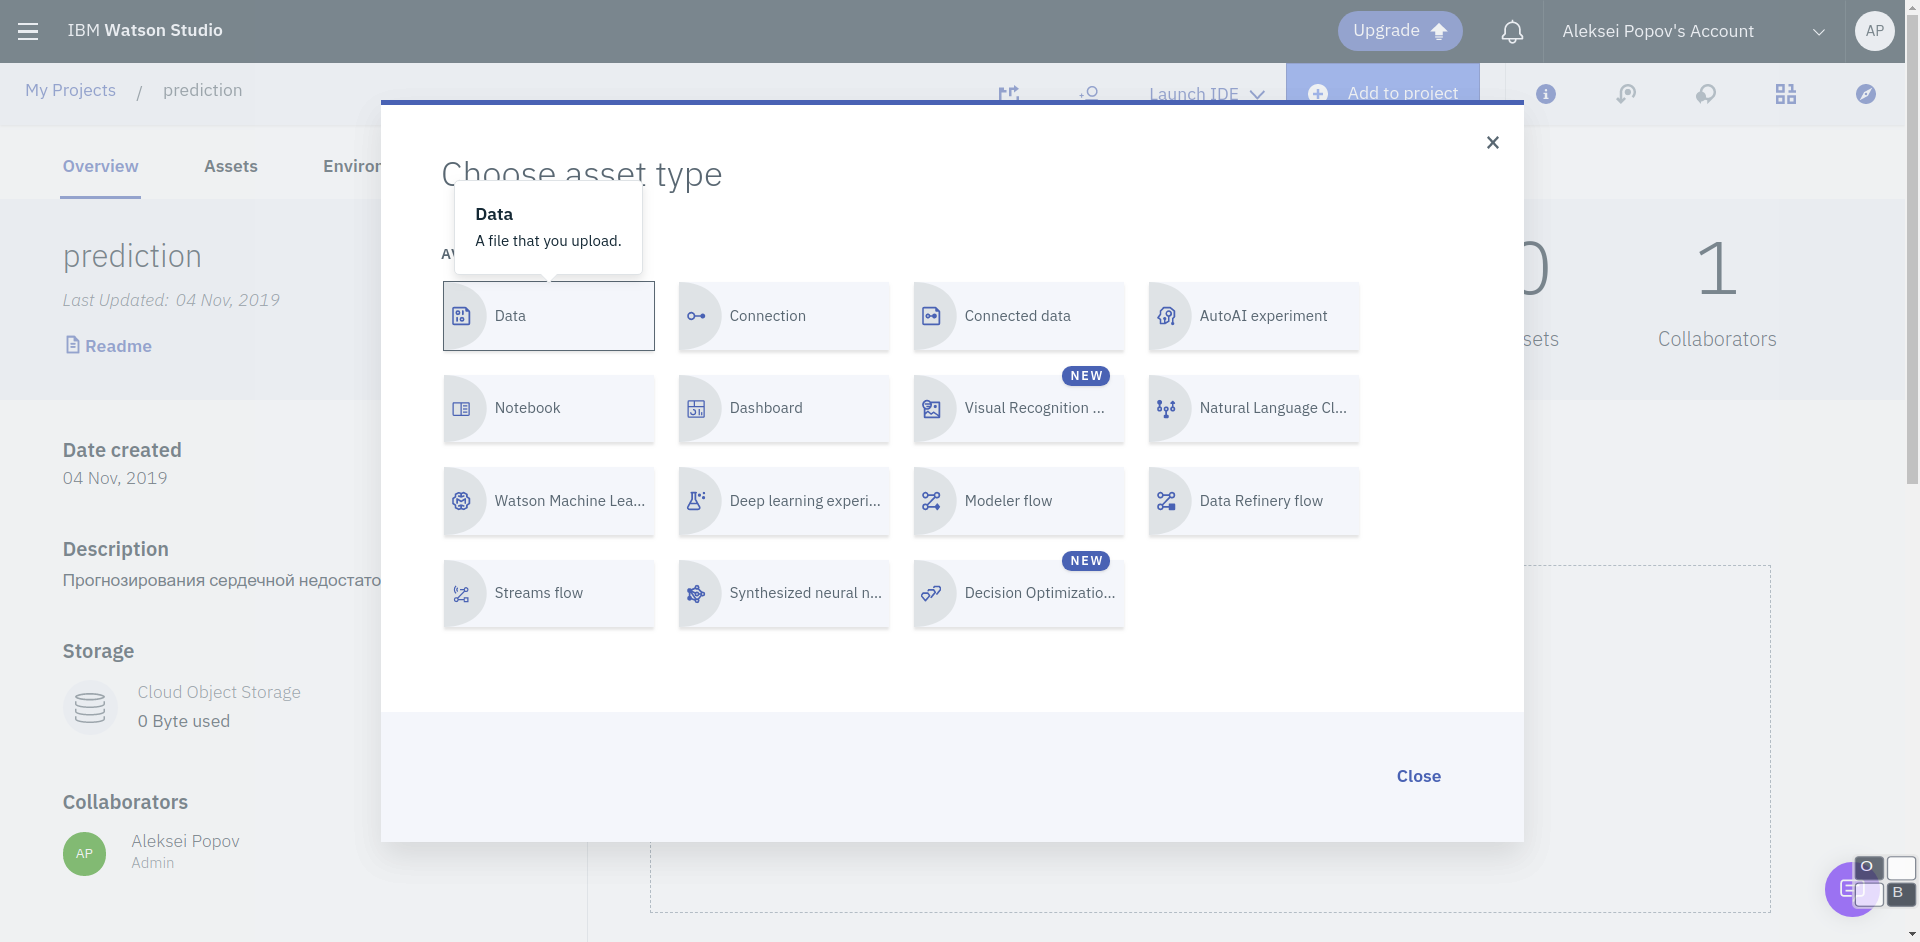 IBM Watson Studio
Upgrade
Aleksei Popov's Account
AP
My Projects / prediction
Launch IDE
Add to project
Overview
Assets
Choose asset type
Data
A file that you upload.
prediction
Last Updated: 04 Nov, 2019
Readme
1
Collaborators
Data
Connection
Connected data
AutoAI experiment
NEW
Notebook
Dashboard
Visual Recognition ...
Natural Language Cl...
Watson Machine Lea...
Deep learning experi...
Modeler flow
Data Refinery flow
NEW
Streams flow
Synthesized neural n...
Decision Optimizatio...
Date created
04 Nov, 2019
Description
Прогнозирования сердечной недостато
Storage
Cloud Object Storage
0 Byte used
Close
Collaborators
AP
Aleksei Popov
Admin
O
B